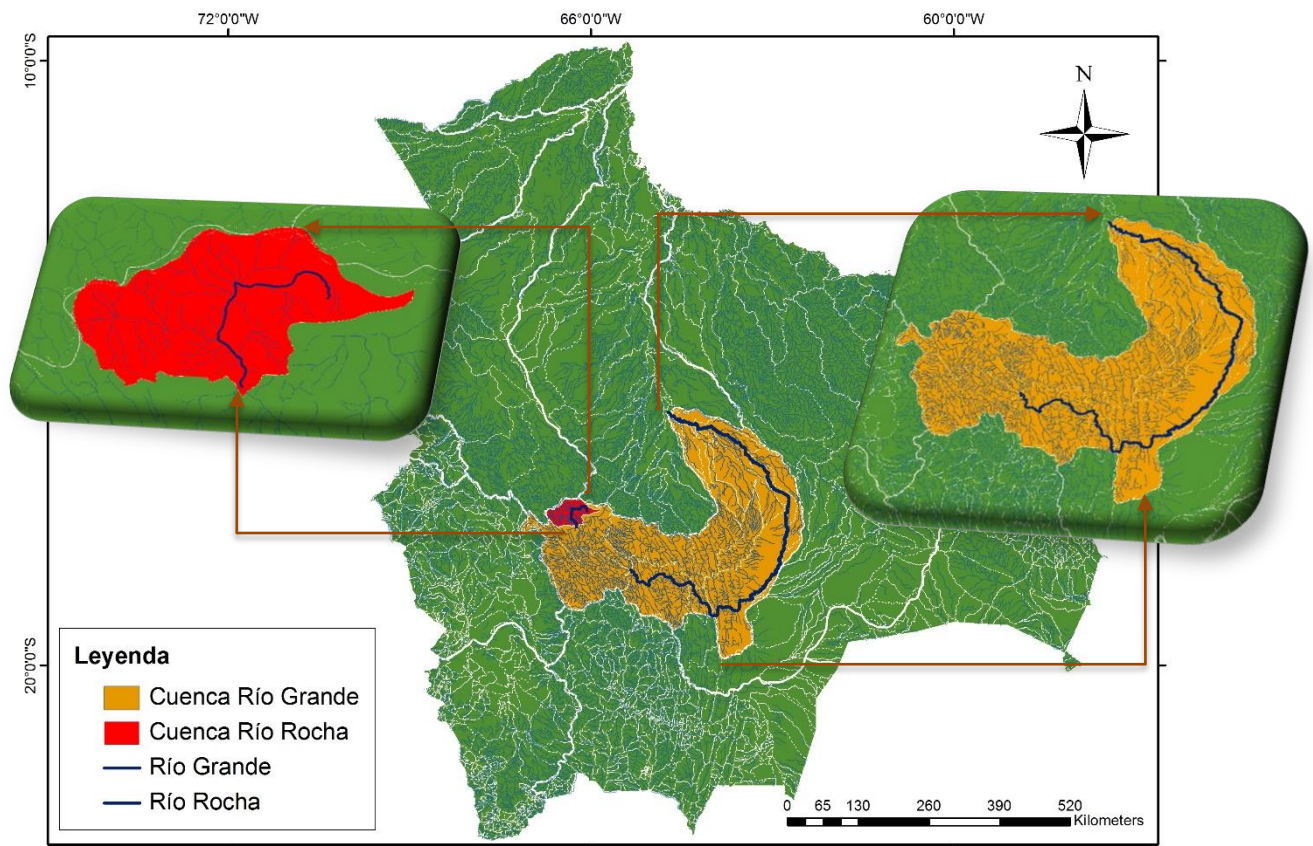 72°0'0"W 66°0'0"W 60°0'0"W
10°0'0"S
N
20°0'0"S
Leyenda
Cuenca Río Grande
Cuenca Río Rocha
Río Grande
Río Rocha
0 65 130 260 390 520
Kilometers